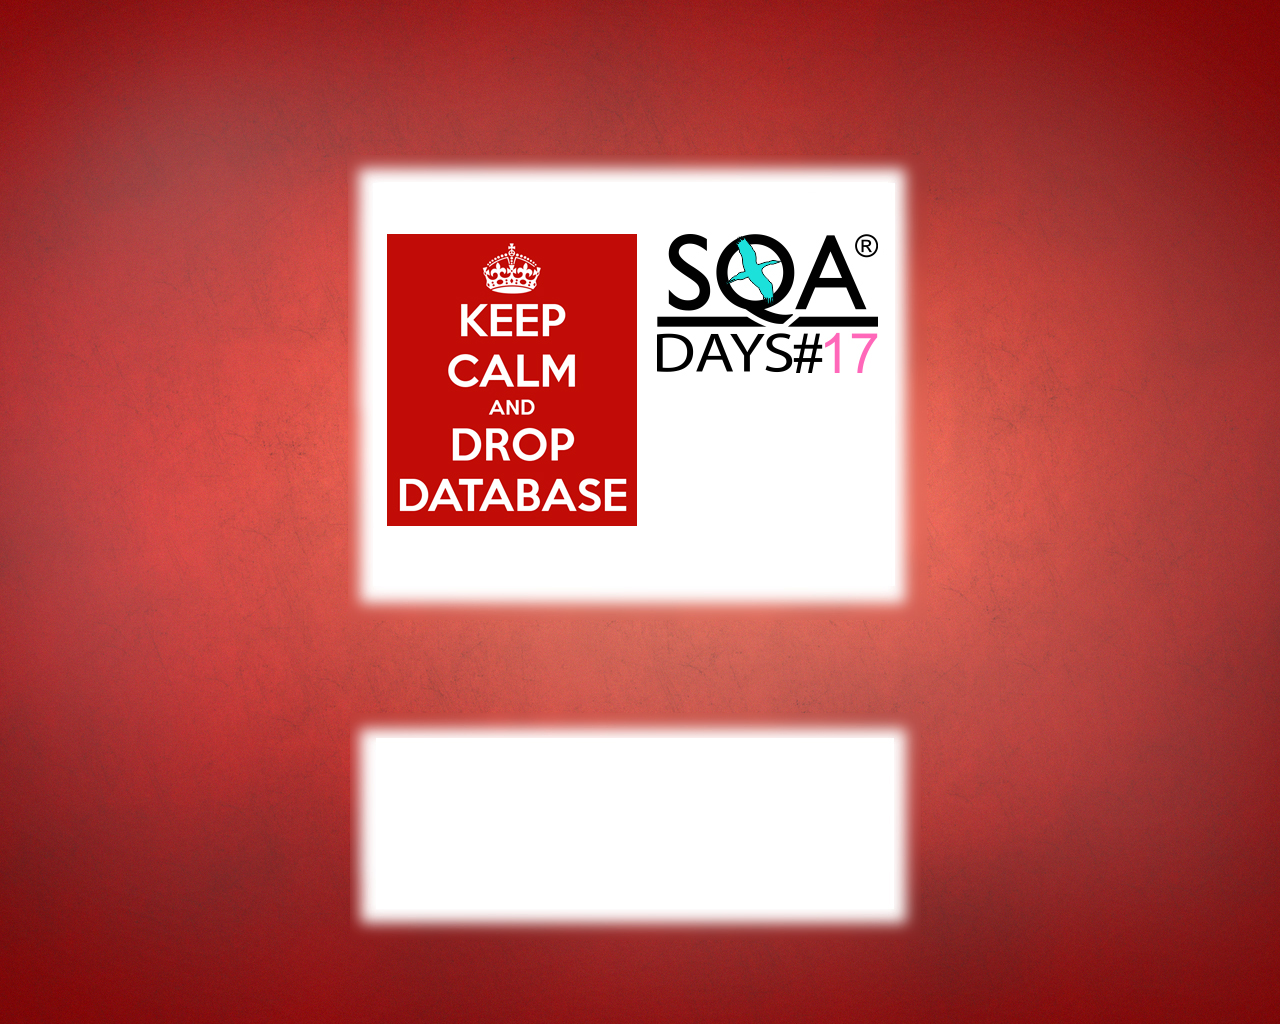 KEEP
CALM
AND
DROP
DATABASE
SQA®
DAYS#17